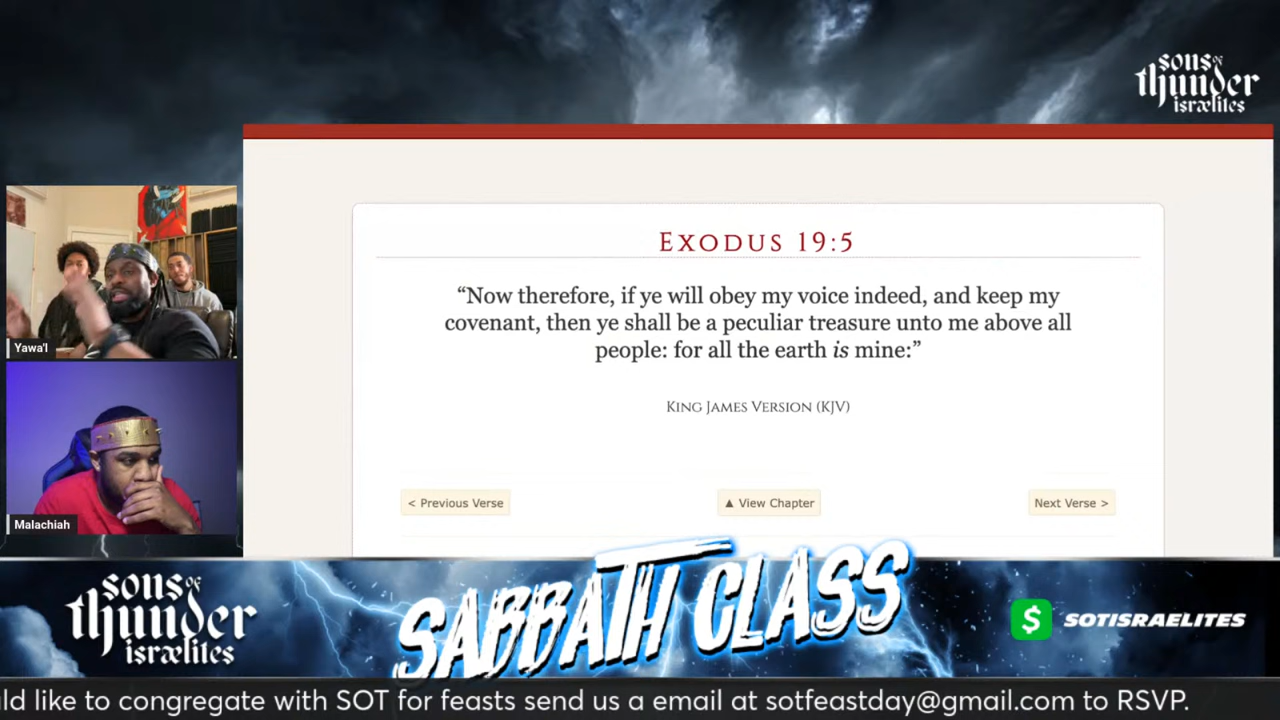 sons of
thunder
israelites
EXODUS 19:5
“Now therefore, if ye will obey my voice indeed, and keep my
covenant, then ye shall be a peculiar treasure unto me above all
people: for all the earth is mine:”
KING JAMES VERSION (KJV)
< Previous Verse
▲ View Chapter
Next Verse >
Yawa'l
Malachiah
sons of
thunder
israelites
SABBATH CLASS
$ SOTISRAELITES
ld like to congregate with SOT for feasts send us a email at sotfeastday@gmail.com to RSVP.